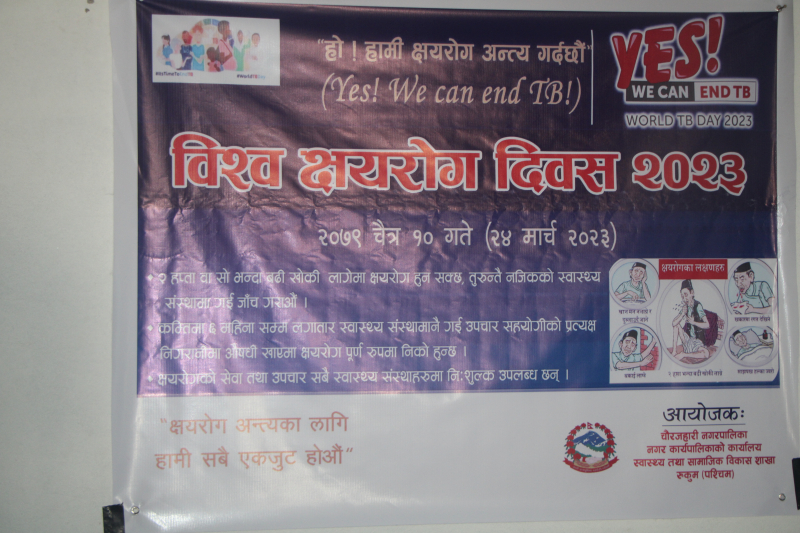 "हो ! हामी क्षयरोग अन्त्य गर्दछौं"
(Yes! We can end TB!)
YES!
WE CAN END TB
WORLD TB DAY 2023
विश्व क्षयरोग दिवस २०२३
२०७९ चैत्र १० गते (२४ मार्च २०२३)
• २ हप्ता वा सो भन्दा बढी खोकी लागेमा क्षयरोग हुन सक्छ, तुरुन्तै नजिकको स्वास्थ्य
संस्थामा गई जाँच गराऔं ।
• कम्तिमा ६ महिना सम्म लगातार स्वास्थ्य संस्थामानै गई उपचार सहयोगीको प्रत्यक्ष
निगरानीमा औषधी खाएमा क्षयरोग पूर्ण रुपमा निको हुन्छ ।
• क्षयरोगको सेवा तथा उपचार सबै स्वास्थ्य संस्थाहरुमा नि:शुल्क उपलब्ध छन् ।
क्षयरोगका लक्षणहरु
"क्षयरोग अन्त्यका लागि
हामी सबै एकजुट होऔं"
आयोजक:
चौरजहारी नगरपालिका
नगर कार्यपालिकाको कार्यालय
स्वास्थ्य तथा सामाजिक विकास शाखा
रूकुम (पश्चिम)